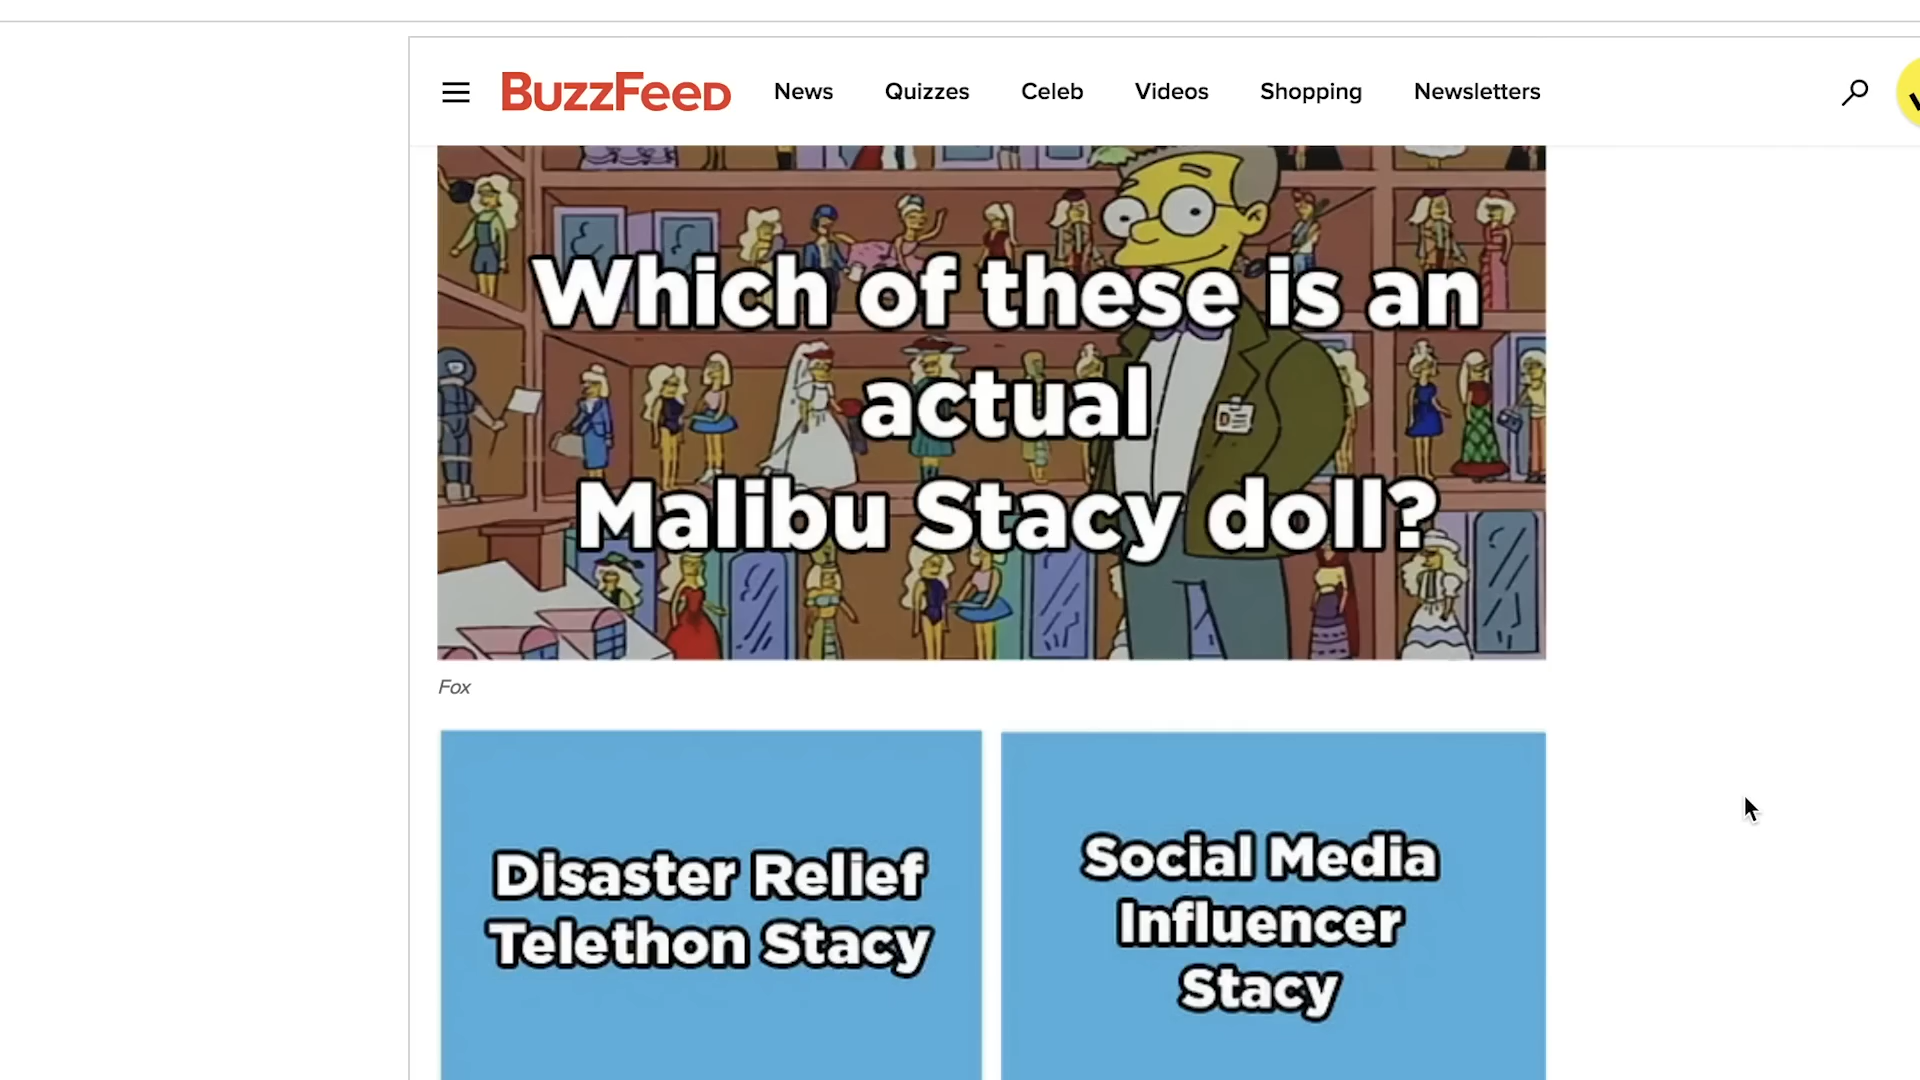 BuzzFeed News Quizzes Celeb Videos Shopping Newsletters
Which of these is an
actual
Malibu Stacy doll?
Fox
Disaster Relief
Telethon Stacy
Social Media
Influencer
Stacy